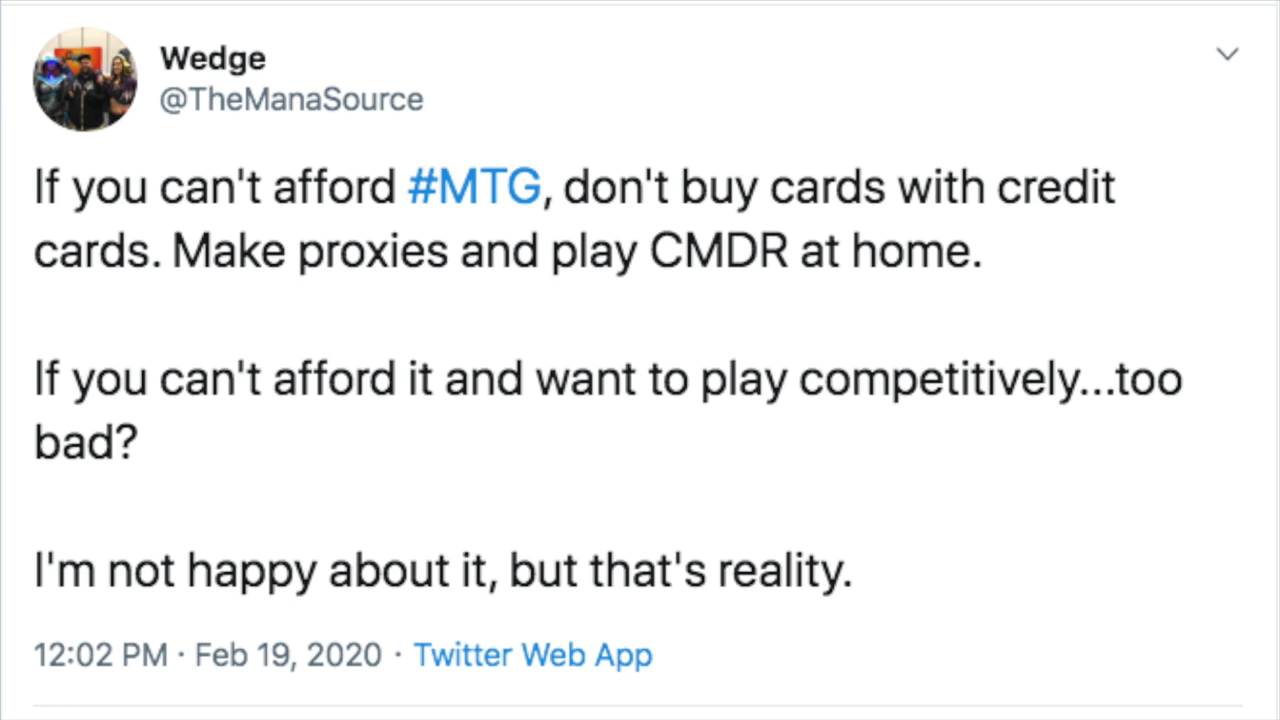 Wedge
@TheManaSource
If you can't afford #MTG, don't buy cards with credit
cards. Make proxies and play CMDR at home.
If you can't afford it and want to play competitively...too
bad?
I'm not happy about it, but that's reality.
12:02 PM · Feb 19, 2020 · Twitter Web App